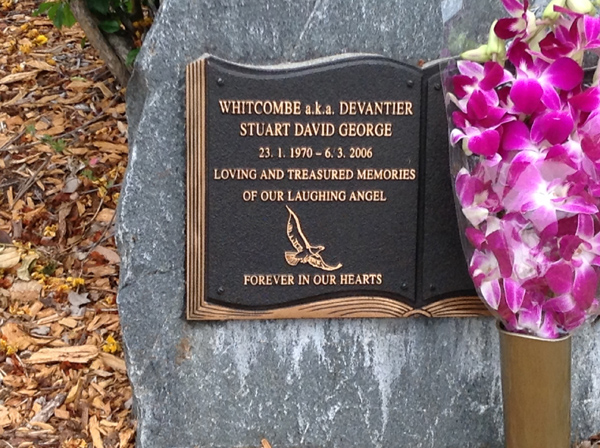 WHITCOMBE a.k.a. DEVANTIER
STUART DAVID GEORGE
23. 1. 1970 – 6. 3. 2006
LOVING AND TREASURED MEMORIES
OF OUR LAUGHING ANGEL
FOREVER IN OUR HEARTS